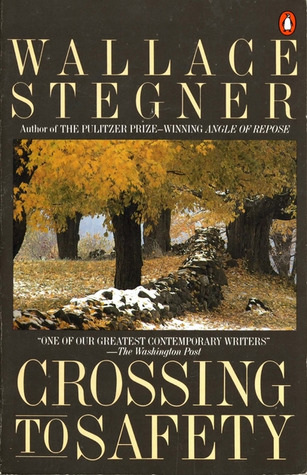 WALLACE
STEGNER
Author of THE PULITZER PRIZE–WINNING ANGLE OF REPOSE
“ONE OF OUR GREATEST CONTEMPORARY WRITERS”
—The Washington Post
CROSSING
TO SAFETY